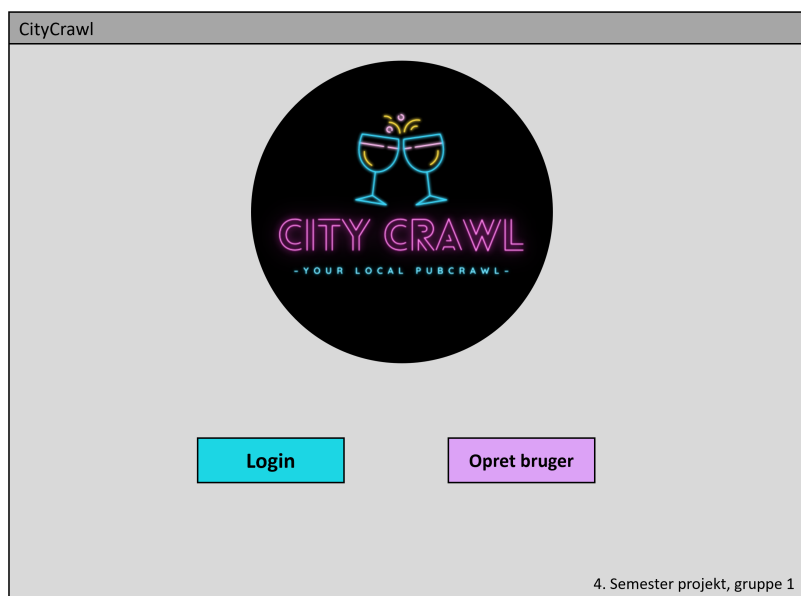 CityCrawl
CITY CRAWL
-YOUR LOCAL PUBCRAWL-
Login
Opret bruger
4. Semester projekt, gruppe 1